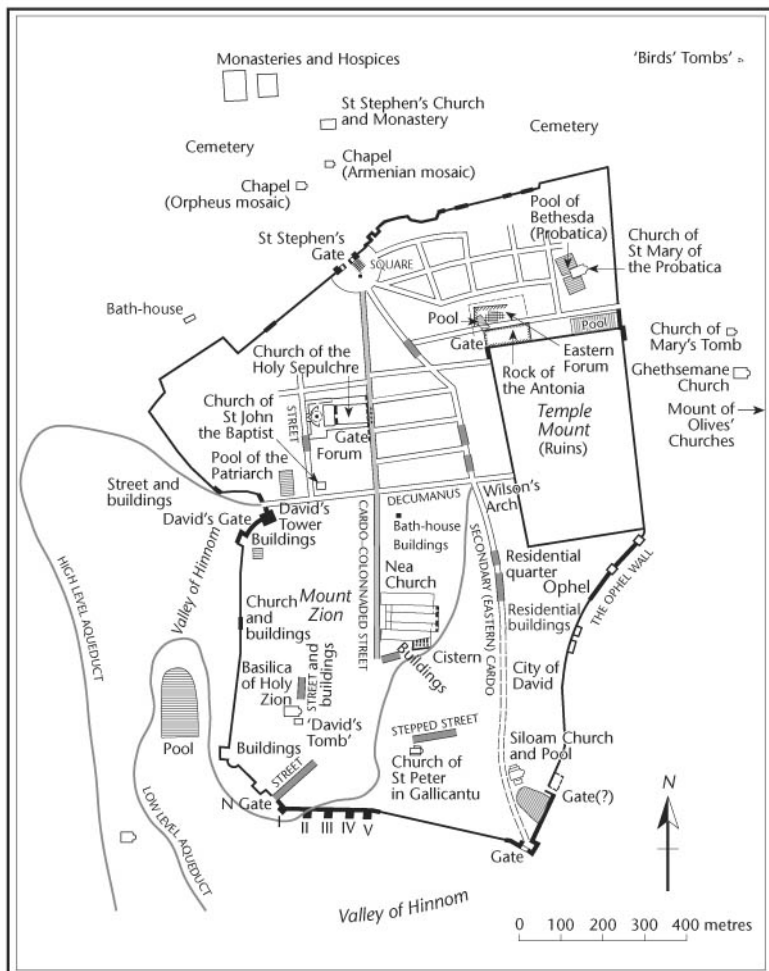 Monasteries and Hospices
'Birds' Tombs'
St Stephen's Church
and Monastery
Cemetery
Cemetery
Chapel
(Armenian mosaic)
Chapel
(Orpheus mosaic)
Pool of
Bethesda
(Probatica)
St Stephen's
Gate
SQUARE
Church of
St Mary of
the Probatica
Bath-house
Pool
Pool
Gate
Eastern
Forum
Church of
Mary's Tomb
Church of the
Holy Sepulchre
Rock of
the Antonia
Ghethsemane
Church
Church of
St John
the Baptist
STREET
Temple
Mount
(Ruins)
Mount of
Olives'
Churches
Gate
Forum
Pool of the
Patriarch
Street and
buildings
David's Gate
David's
Tower
DECUMANUS
Wilson's
Arch
Buildings
Bath-house
Buildings
CARDO-COLONNADED STREET
SECONDARY (EASTERN) CARDO
HIGH LEVEL AQUEDUCT
Valley of Hinnom
Mount
Zion
Nea
Church
Residential
quarter
Ophel
THE OPHEL WALL
Residential
buildings
Church
and
buildings
Buildings
Cistern
City of
David
Basilica
of Holy
Zion
STREET and
buildings
'David's
Tomb'
STEPPED STREET
Siloam Church
and Pool
Pool
Buildings
Church of
St Peter
in Gallicantu
STREET
N Gate
Gate(?)
N
I
II
III
IV
V
LOW LEVEL AQUEDUCT
Gate
Valley of Hinnom
0 100 200 300 400 metres